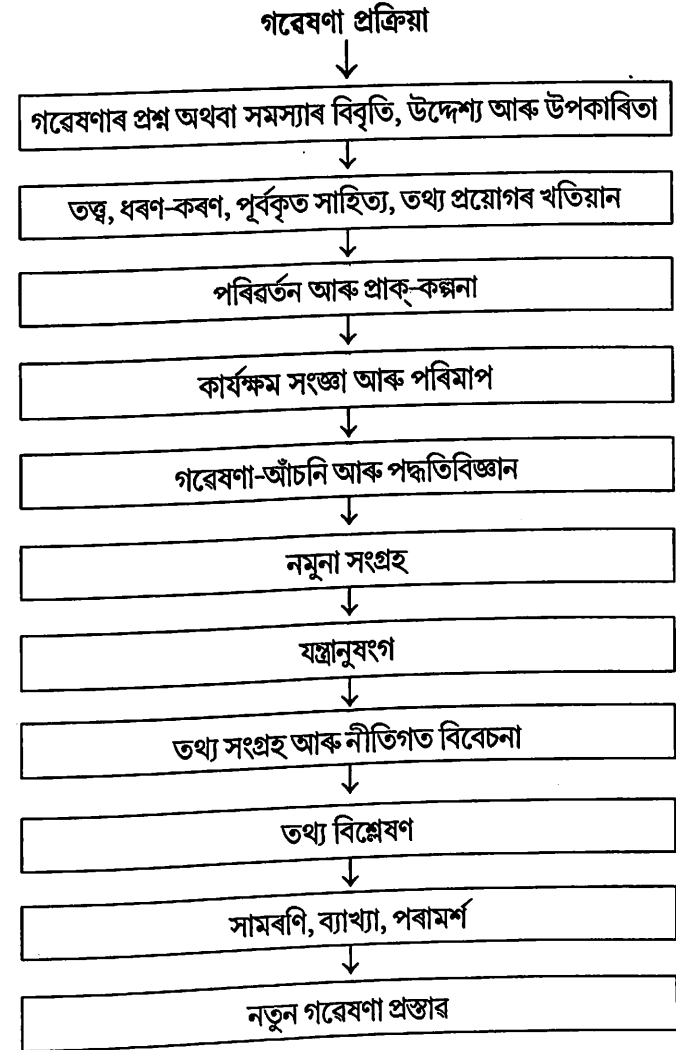 গৱেষণা প্ৰক্ৰিয়া
গৱেষণাৰ প্ৰশ্ন অথবা সমস্যাৰ বিবৃতি, উদ্দেশ্য আৰু উপকাৰিতা
তত্ত্ব, ধৰণ-কৰণ, পূৰ্বকৃত সাহিত্য, তথ্য প্ৰয়োগৰ খতিয়ান
পৰিৱৰ্তন আৰু প্ৰাক্-কল্পনা
কাৰ্যক্ষম সংজ্ঞা আৰু পৰিমাপ
গৱেষণা-আঁচনি আৰু পদ্ধতিবিজ্ঞান
নমুনা সংগ্ৰহ
যন্ত্ৰানুষংগ
তথ্য সংগ্ৰহ আৰু নীতিগত বিবেচনা
তথ্য বিশ্লেষণ
সামৰণি, ব্যাখ্যা, পৰামৰ্শ
নতুন গৱেষণা প্ৰস্তাৱ